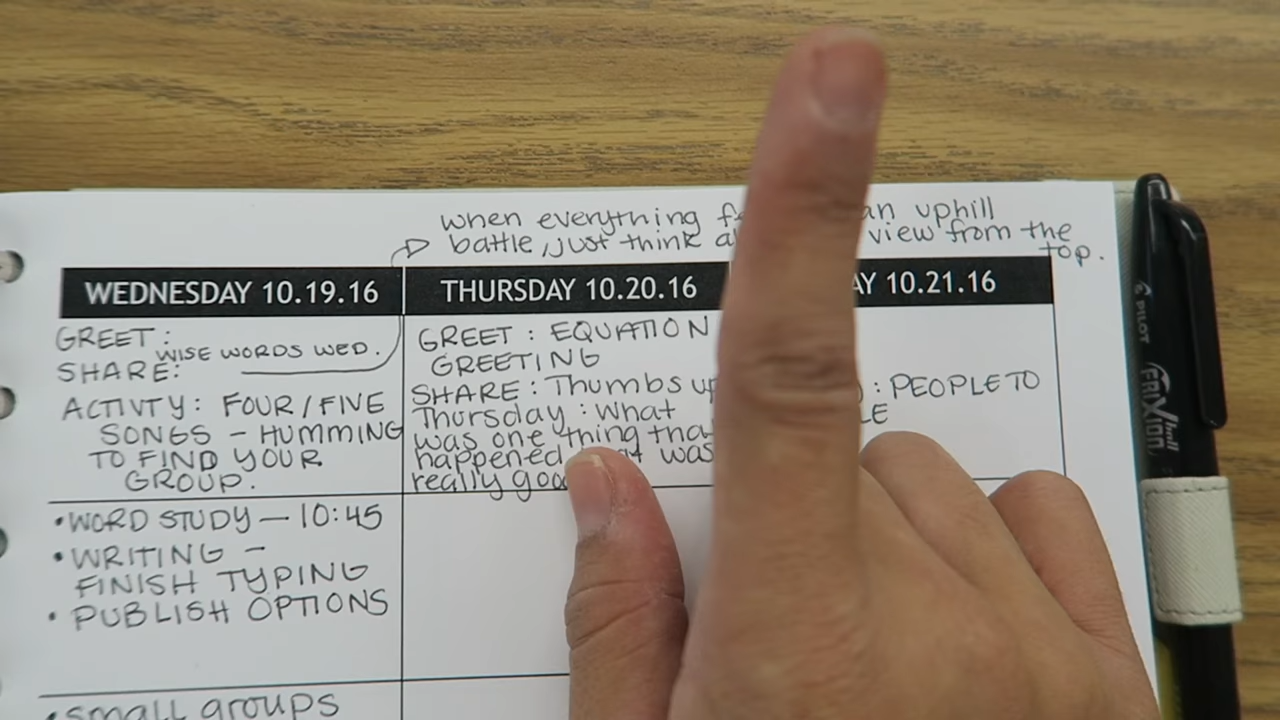 when everything an uphill
battle, just think view from the
top.
WEDNESDAY 10.19.16
THURSDAY 10.20.16
10.21.16
GREET:
WISE WORDS WED.
SHARE:
ACTIVTY: FOUR/FIVE
SONGS - HUMMING
TO FIND YOUR
GROUP.
GREET: EQUATION
GREETING
SHARE: Thumbs up
Thursday: What
was one thing that
happened was
really good
: PEOPLE TO
• WORD STUDY — 10:45
• WRITING -
FINISH TYPING
• PUBLISH OPTIONS
• small groups
PILOT
FRIXION ball